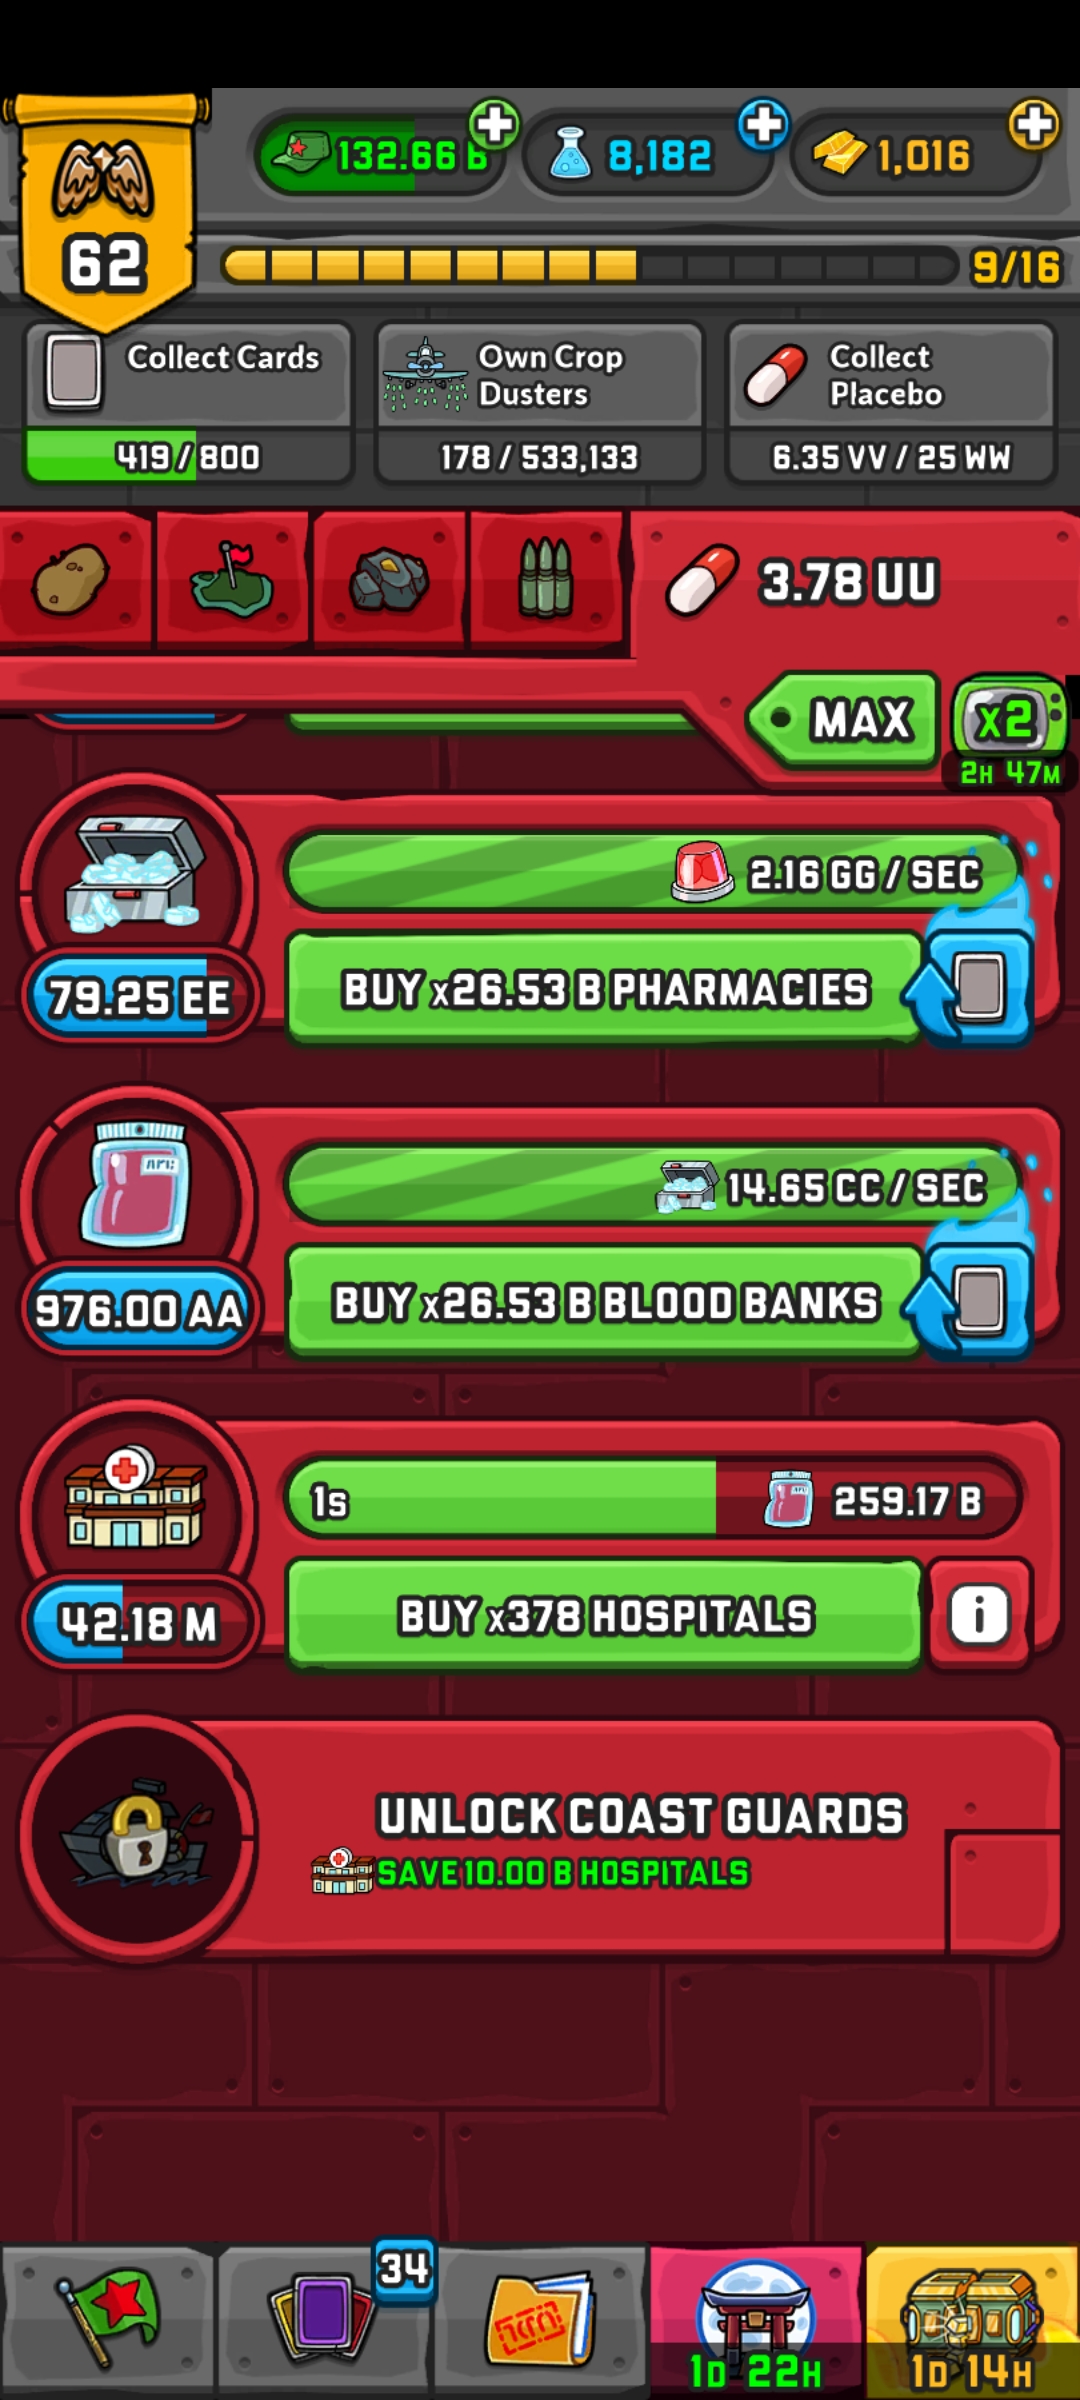 132.66 B
8,182
1,016
62
9/16
Collect Cards
419 / 800
Own Crop
Dusters
178 / 533,133
Collect
Placebo
6.35 VV / 25 WW
3.78 UU
MAX
x2
2H 47M
2.16 GG / SEC
79.25 EE
BUY x26.53 B PHARMACIES
14.65 CC / SEC
976.00 AA
BUY x26.53 B BLOOD BANKS
1s
259.17 B
42.18 M
BUY x378 HOSPITALS
UNLOCK COAST GUARDS
SAVE 10.00 B HOSPITALS
34
1D 22H
1D 14H